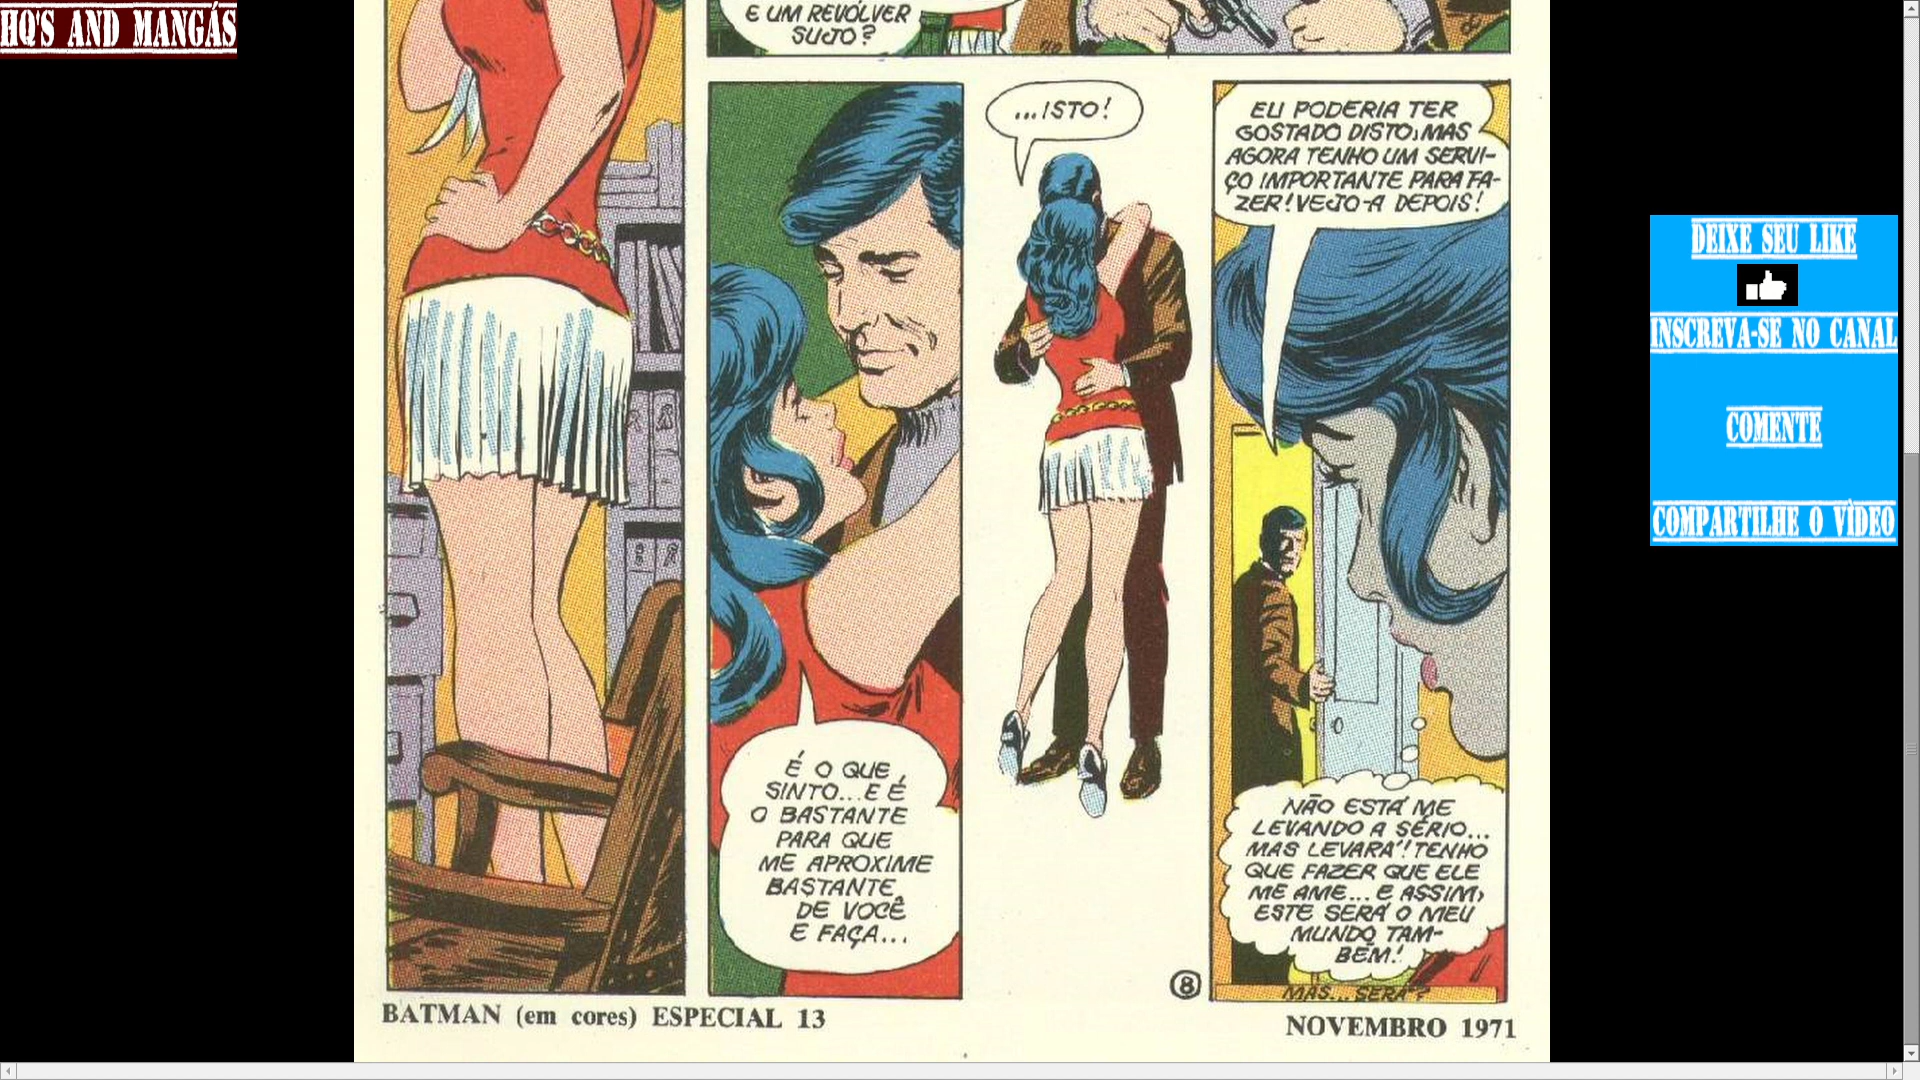 HQ'S AND MANGÁS
E UM REVÓLVER
SUJO?
É O QUE
SINTO...E É
O BASTANTE
PARA QUE
ME APROXIME
BASTANTE
DE VOCÊ
E FAÇA...
...ISTO!
EU PODERIA TER
GOSTADO DISTO, MAS
AGORA TENHO UM SERVI-
ÇO IMPORTANTE PARA FA-
ZER! VEJO-A DEPOIS!
NÃO ESTÁ ME
LEVANDO A SÉRIO...
MAS LEVARÁ! TENHO
QUE FAZER QUE ELE
ME AME... E ASSIM,
ESTE SERÁ O MEU
MUNDO TAM-
BÉM!
MAS... SERÁ?
8
BATMAN (em cores) ESPECIAL 13
NOVEMBRO 1971
DEIXE SEU LIKE
INSCREVA-SE NO CANAL
COMENTE
COMPARTILHE O VÍDEO